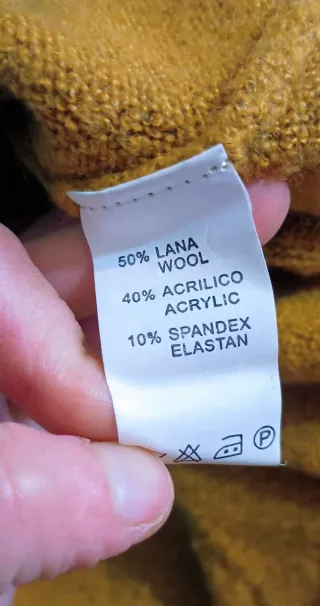 50% LANA
WOOL
40% ACRILICO
ACRYLIC
10% SPANDEX
ELASTAN
P